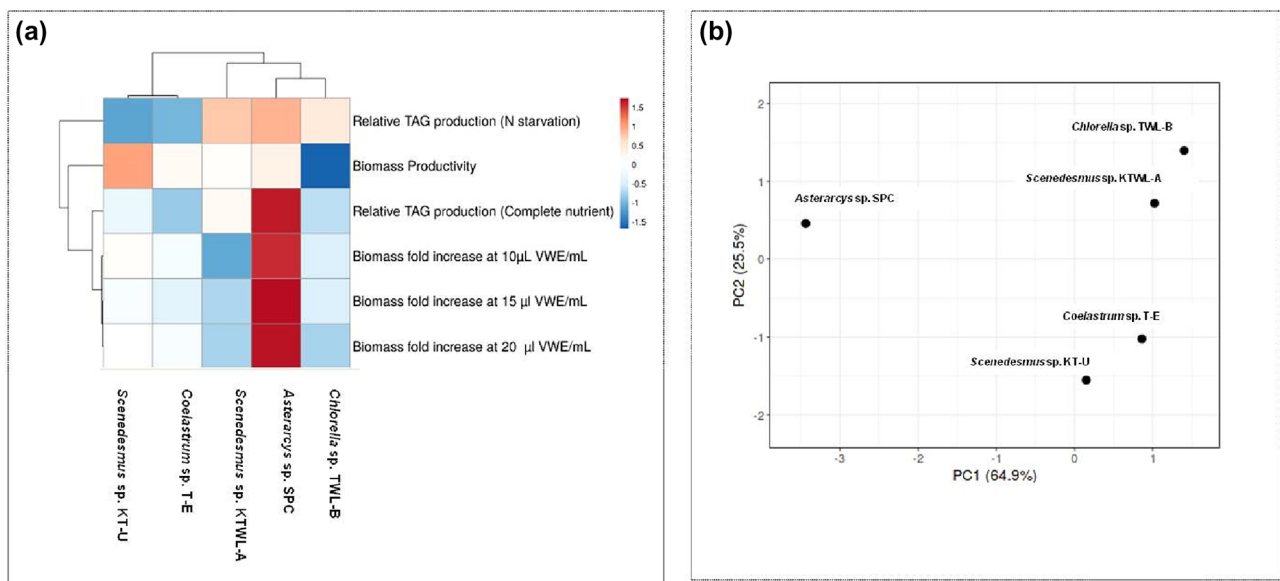 (a)
Relative TAG production (N starvation)
Biomass Productivity
Relative TAG production (Complete nutrient)
Biomass fold increase at 10µL VWE/mL
Biomass fold increase at 15 µl VWE/mL
Biomass fold increase at 20 µl VWE/mL
1.5
1
0.5
0
-0.5
-1
-1.5
Scenedesmus sp. KT-U
Coelastrum sp. T-E
Scenedesmus sp. KTWL-A
Asterarcys sp. SPC
Chlorella sp. TWL-B
(b)
Chlorella sp. TWL-B
Scenedesmus sp. KTWL-A
Asterarcys sp. SPC
Coelastrum sp. T-E
Scenedesmus sp. KT-U
PC2 (25.5%)
2
1
0
-1
-2
-3
-2
-1
0
1
PC1 (64.9%)